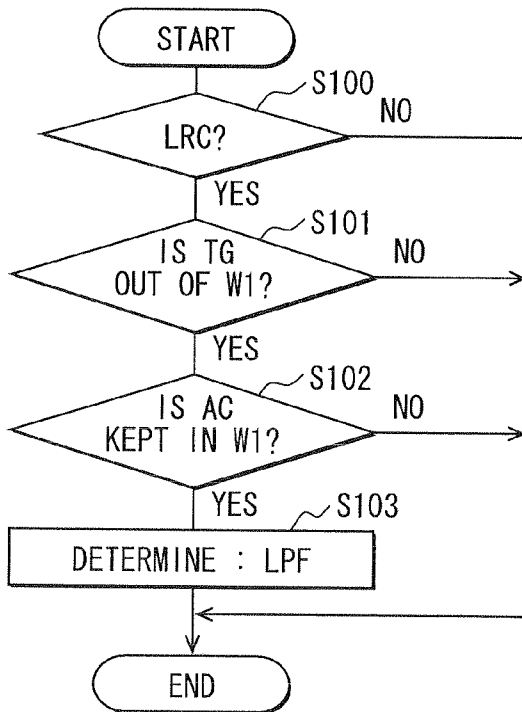 START
S100
LRC?
NO
YES
S101
IS TG
OUT OF W1?
NO
YES
S102
IS AC
KEPT IN W1?
NO
YES
S103
DETERMINE : LPF
END